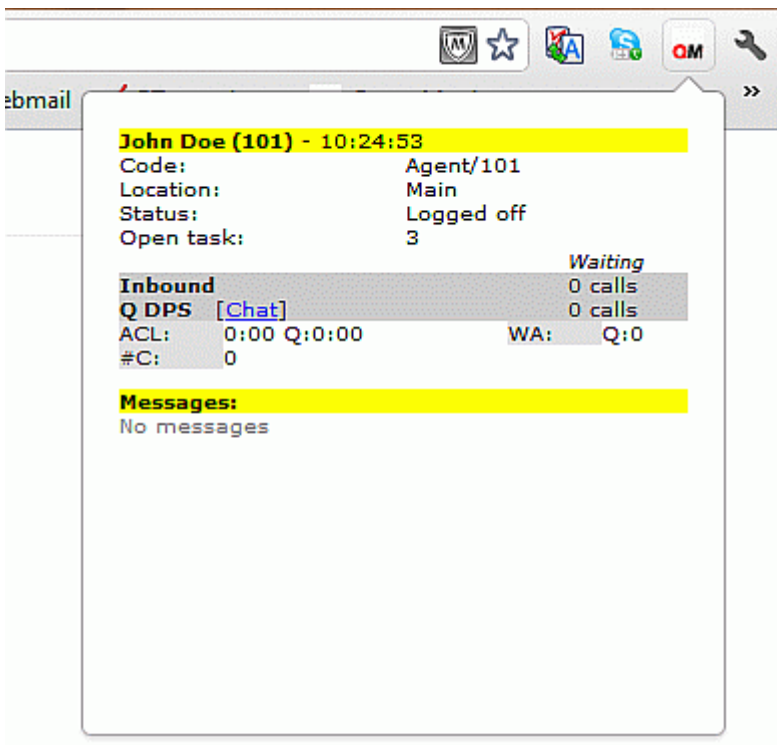 QM
ebmail
»
John Doe (101) - 10:24:53
Code: Agent/101
Location: Main
Status: Logged off
Open task: 3
Waiting
Inbound 0 calls
Q DPS [Chat] 0 calls
ACL: 0:00 Q:0:00 WA: Q:0
#C: 0
Messages:
No messages